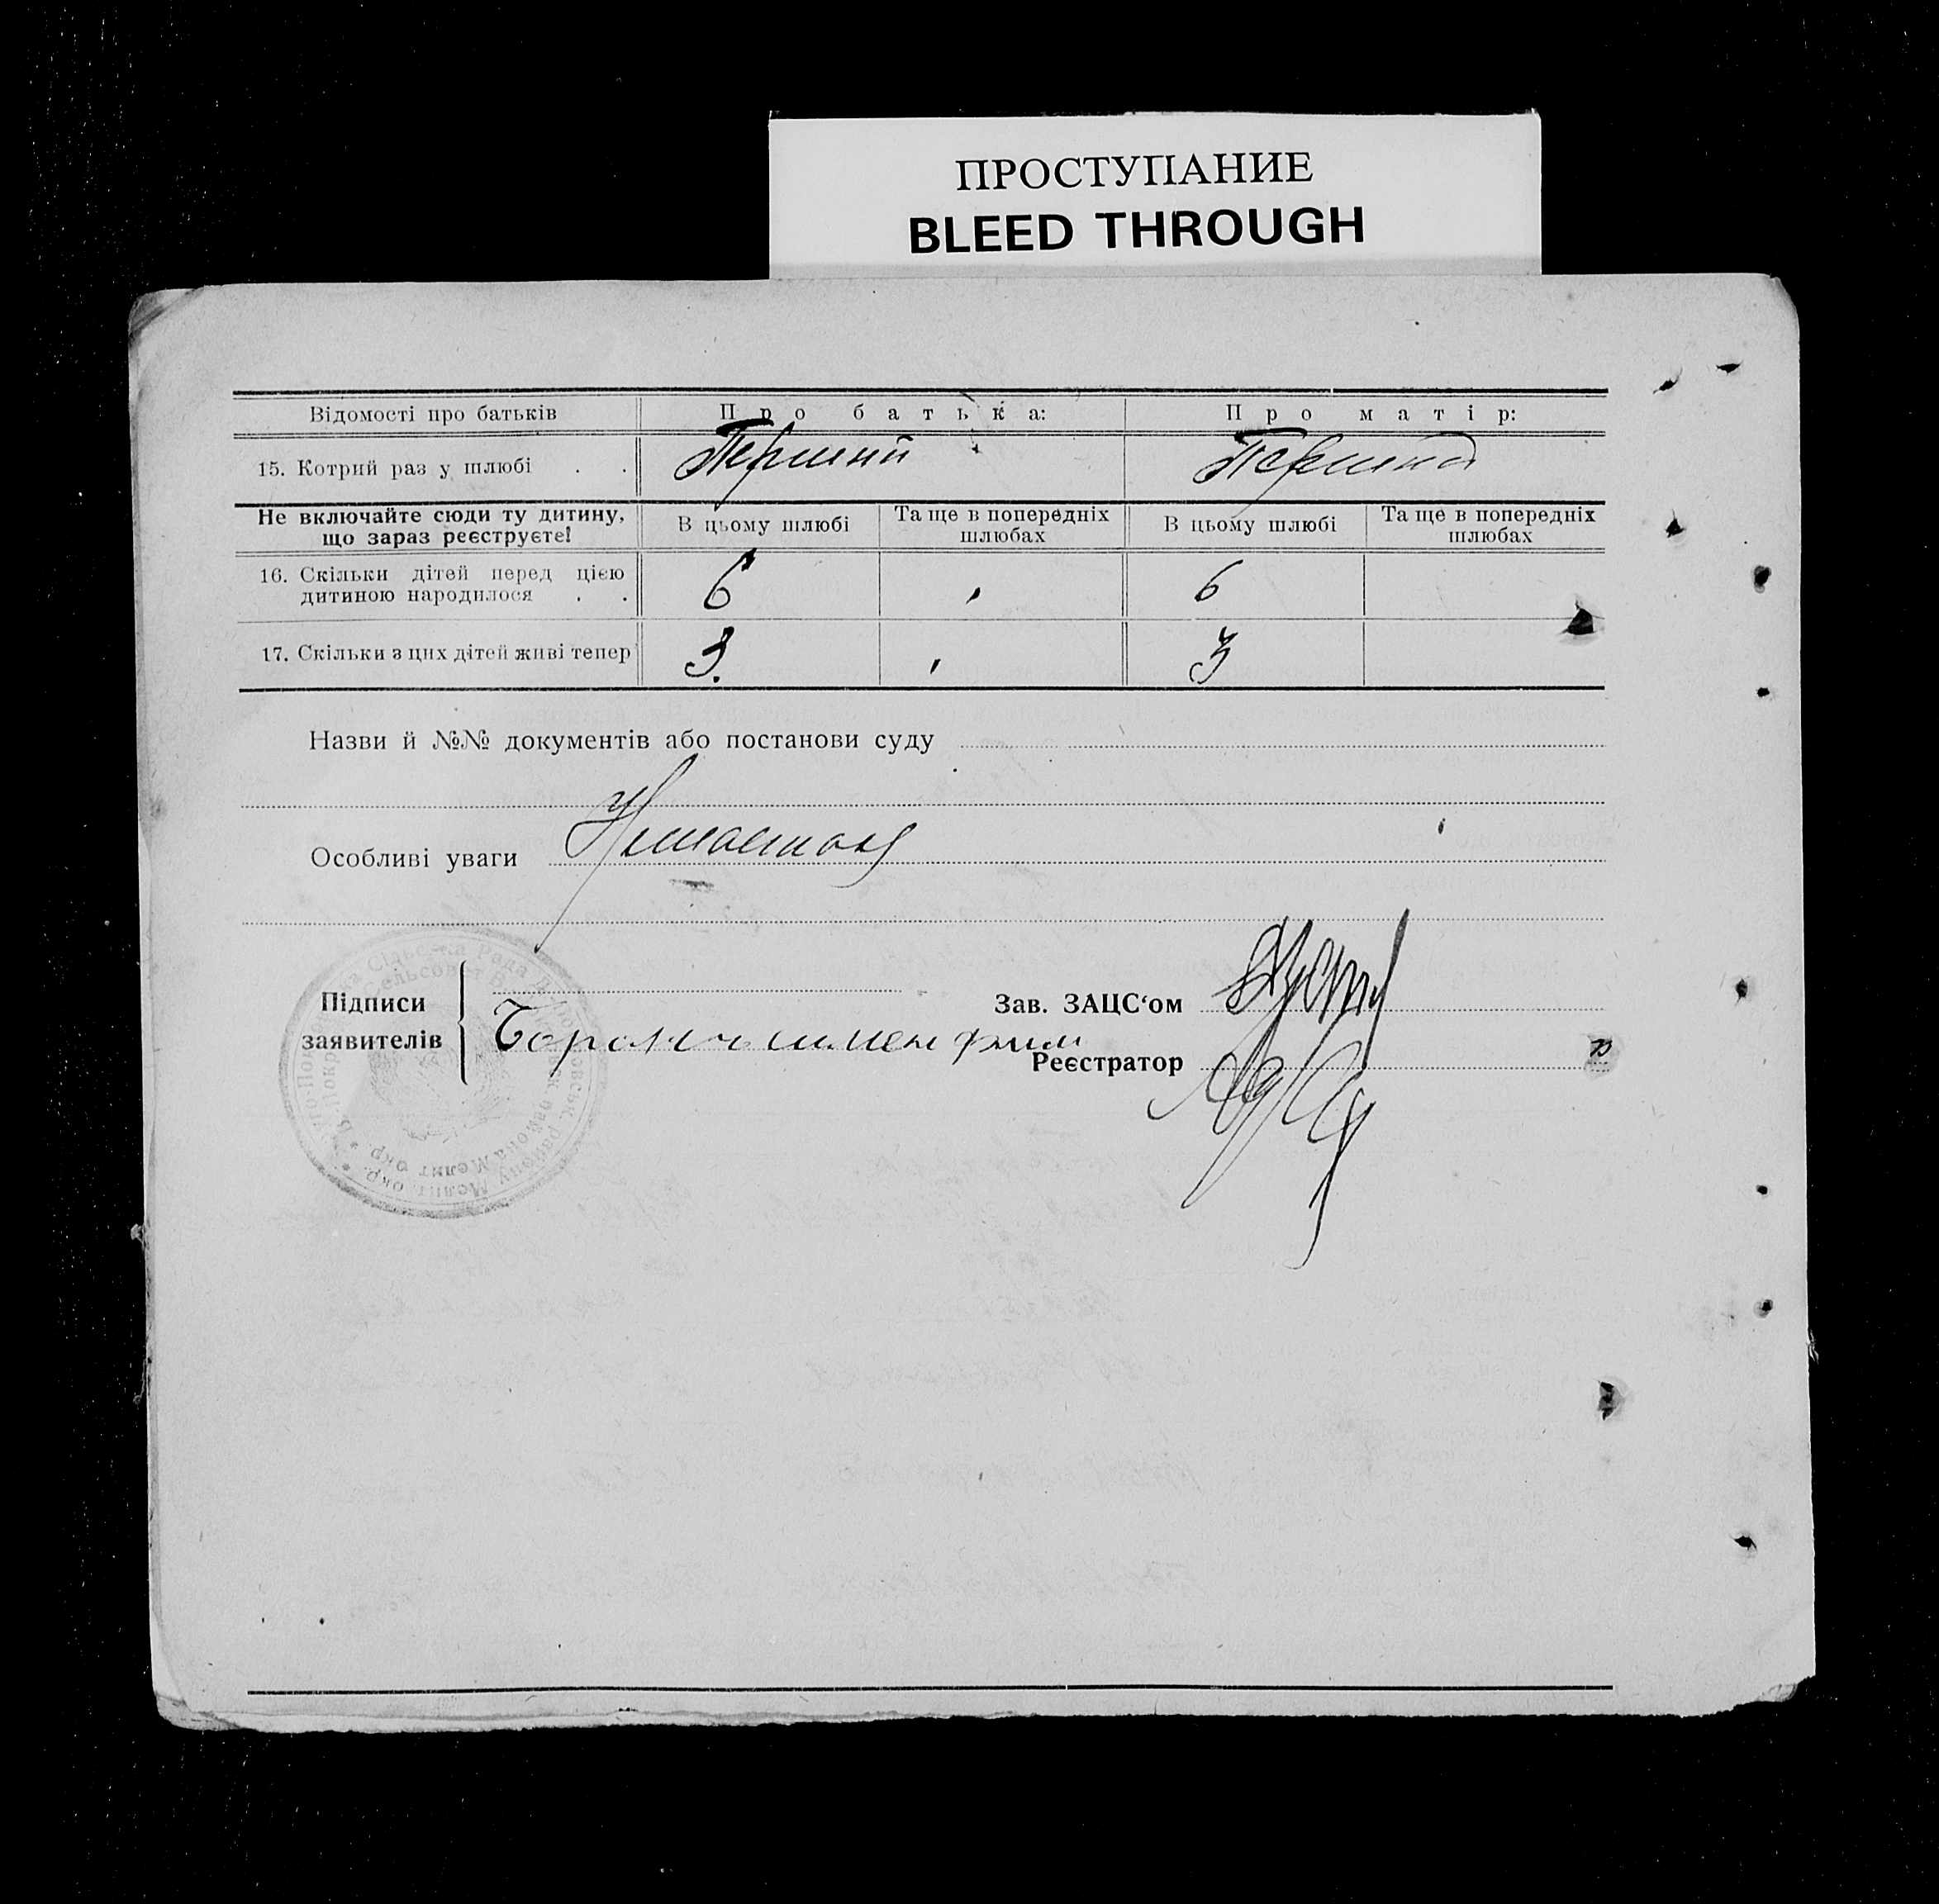 ПРОСТУПАНИЕ
BLEED THROUGH
Відомості про батьків Про батька: Про матір:
15. Котрий раз у шлюбі . . Перший Перший
Не включайте сюди ту дитину, що зараз реєструєте! В цьому шлюбі Та ще в попередніх шлюбах В цьому шлюбі Та ще в попередніх шлюбах
16. Скільки дітей перед цією
дитиною народилося . . 6 6
17. Скільки з цих дітей живі тепер 3 3
Назви й №№ документів або постанови суду
Особливі уваги
Підписи
заявителів
Зав. ЗАЦС‘ом
Реєстратор